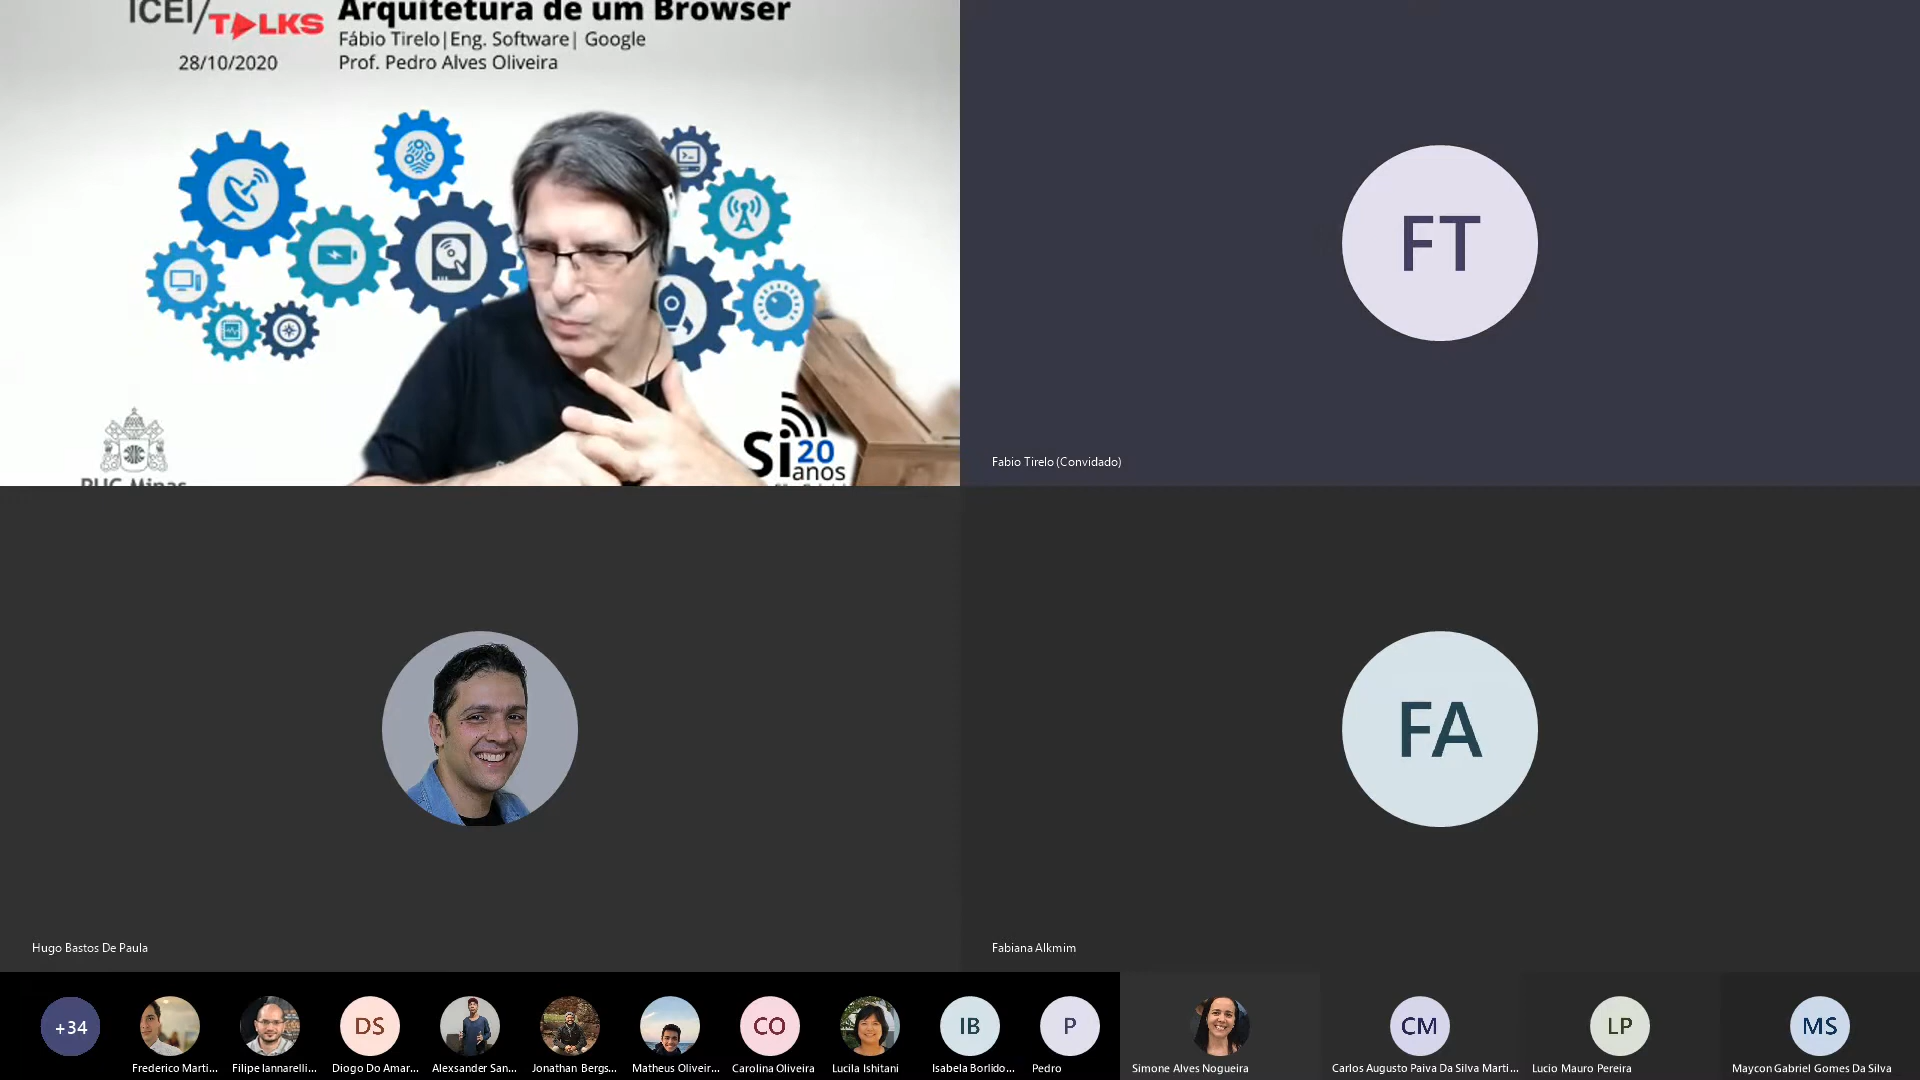 ICEI/TALKS
Arquitetura de um Browser
Fábio Tirelo|Eng. Software| Google
28/10/2020
Prof. Pedro Alves Oliveira
Si20
anos
PUC Minas
FT
Fabio Tirelo (Convidado)
Hugo Bastos De Paula
FA
Fabiana Alkmim
+34
DS
CO
IB
P
CM
LP
MS
Frederico Marti...
Filipe Iannarelli...
Diogo Do Amar...
Alexsander San...
Jonathan Bergs...
Matheus Oliveir...
Carolina Oliveira
Lucila Ishitani
Isabela Borlido...
Pedro
Simone Alves Nogueira
Carlos Augusto Paiva Da Silva Marti...
Lucio Mauro Pereira
Maycon Gabriel Gomes Da Silva